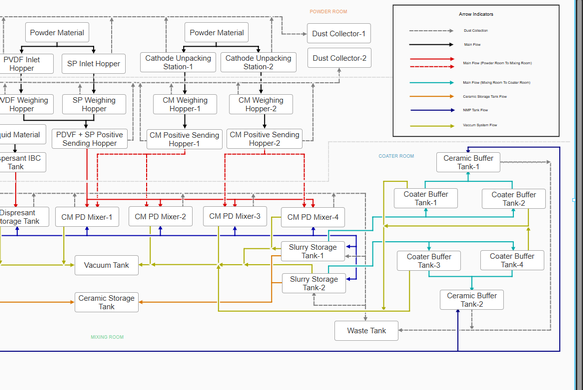 POWDER ROOM
Arrow Indicators
Powder Material
Powder Material
Dust Collector-1
Dust Collection
Main Flow
PVDF Inlet
Hopper
SP Inlet Hopper
Cathode Unpacking
Station-1
Cathode Unpacking
Station-2
Dust Collector-2
Main Flow (Powder Room To Mixing Room)
Main Flow (Mixing Room To Coater Room)
Ceramic Storage Tank Flow
NMP Tank Flow
Vacuum System Flow
VDF Weighing
Hopper
SP Weighing
Hopper
CM Weighing
Hopper-1
CM Weighing
Hopper-2
quid Material
PDVF + SP Positive
Sending Hopper
CM Positive Sending
Hopper-1
CM Positive Sending
Hopper-2
spersant IBC
Tank
COATER ROOM
Ceramic Buffer
Tank-1
Coater Buffer
Tank-1
Coater Buffer
Tank-2
Dispresant
torage Tank
CM PD Mixer-1
CM PD Mixer-2
CM PD Mixer-3
CM PD Mixer-4
Slurry Storage
Tank-1
Vacuum Tank
Coater Buffer
Tank-3
Coater Buffer
Tank-4
Slurry Storage
Tank-2
Ceramic Storage
Tank
Ceramic Buffer
Tank-2
Waste Tank
MIXING ROOM